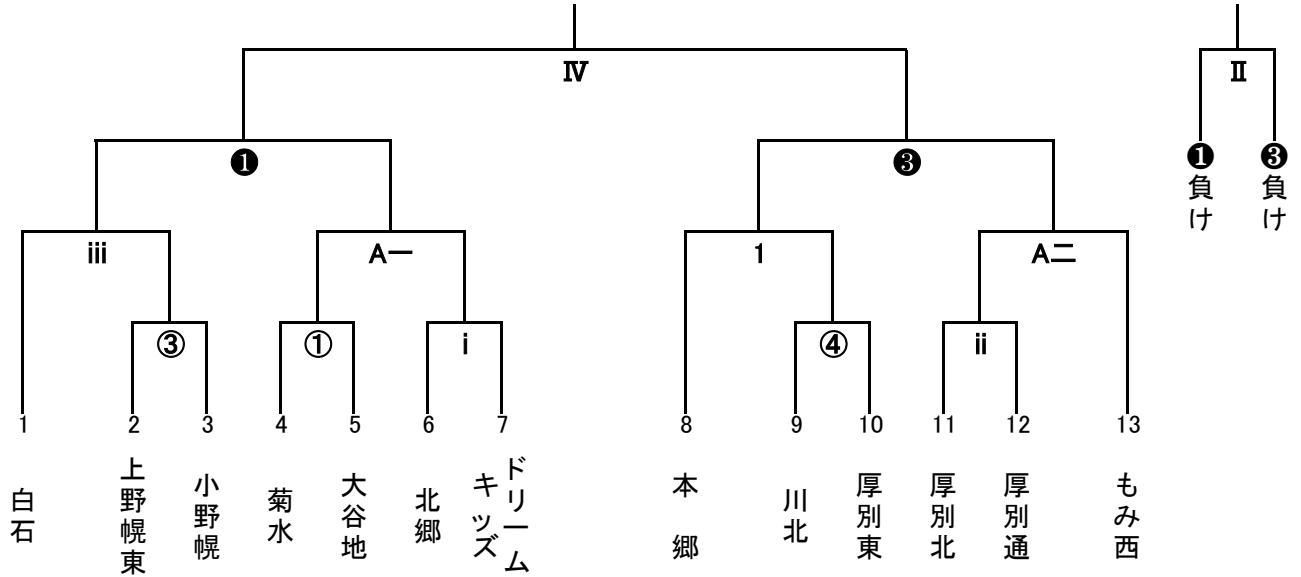 Ⅳ
Ⅱ
❶
❸
❶負け
❸負け
ⅲ
A一
1
A二
③
①
ⅰ
④
ⅱ
1
2
3
4
5
6
7
8
9
10
11
12
13
白石
上野幌東
小野幌
菊水
大谷地
北郷
ドリーム
キッズ
本郷
川北
厚別東
厚別北
厚別通
もみ西